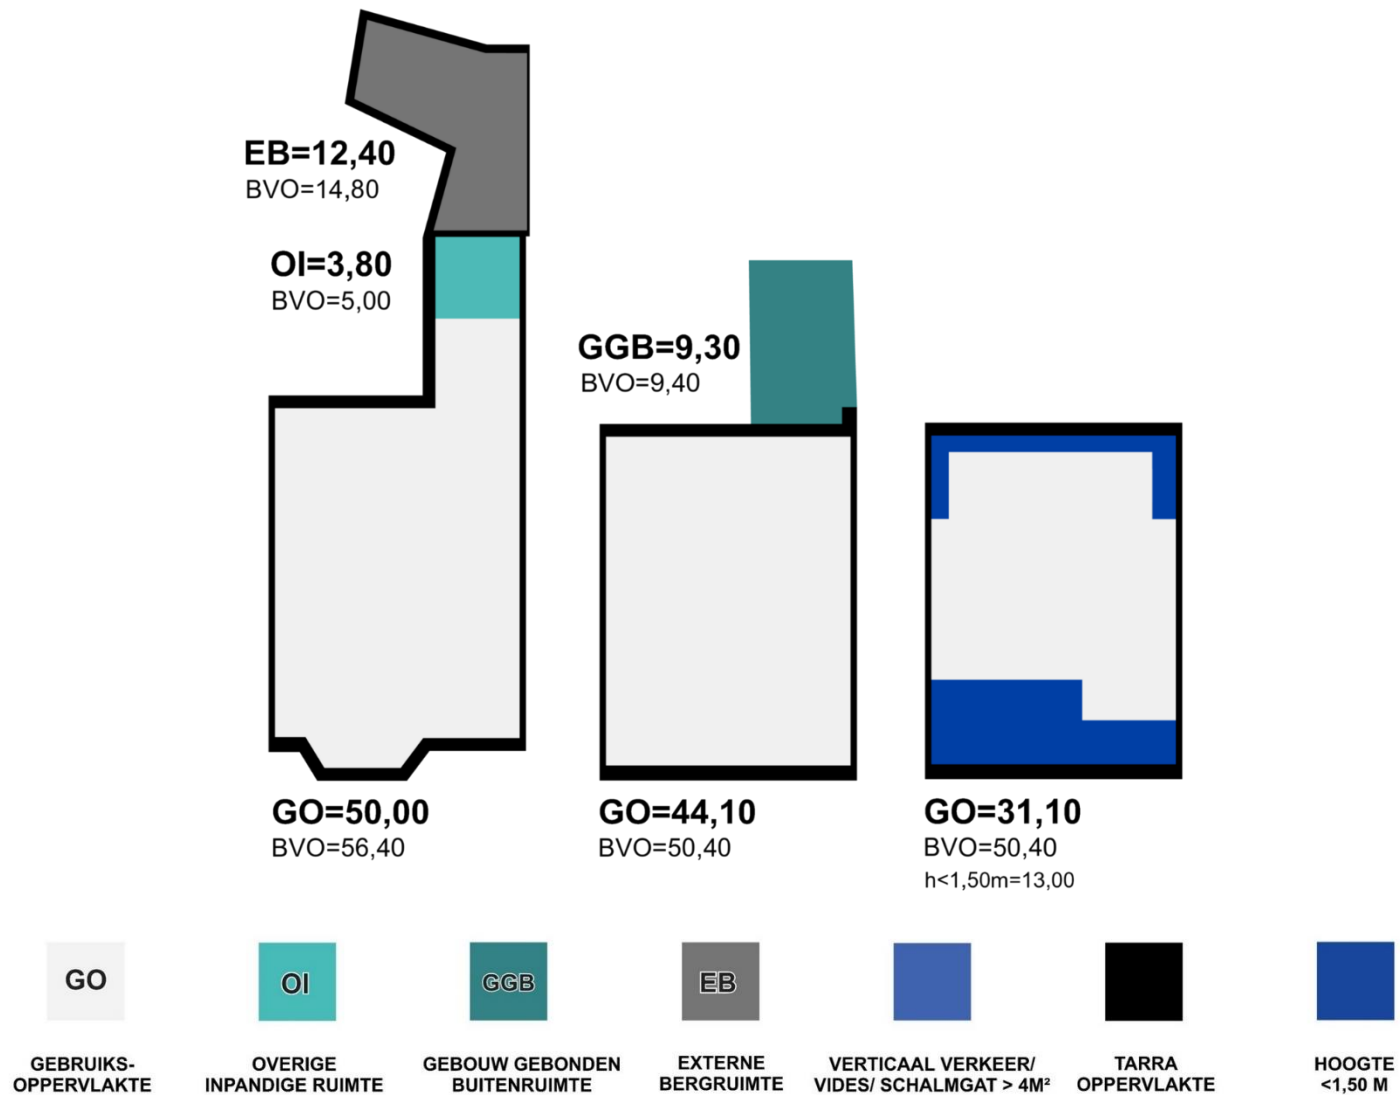 EB=12,40
BVO=14,80
OI=3,80
BVO=5,00
GGB=9,30
BVO=9,40
GO=50,00
BVO=56,40
GO=44,10
BVO=50,40
GO=31,10
BVO=50,40
h<1,50m=13,00
GO
OI
GGB
EB
GEBRUIKS-
OPPERVLAKTE
OVERIGE
INPANDIGE RUIMTE
GEBOUW GEBONDEN
BUITENRUIMTE
EXTERNE
BERGRUIMTE
VERTICAAL VERKEER/
VIDES/ SCHALMGAT > 4M²
TARRA
OPPERVLAKTE
HOOGTE
<1,50 M